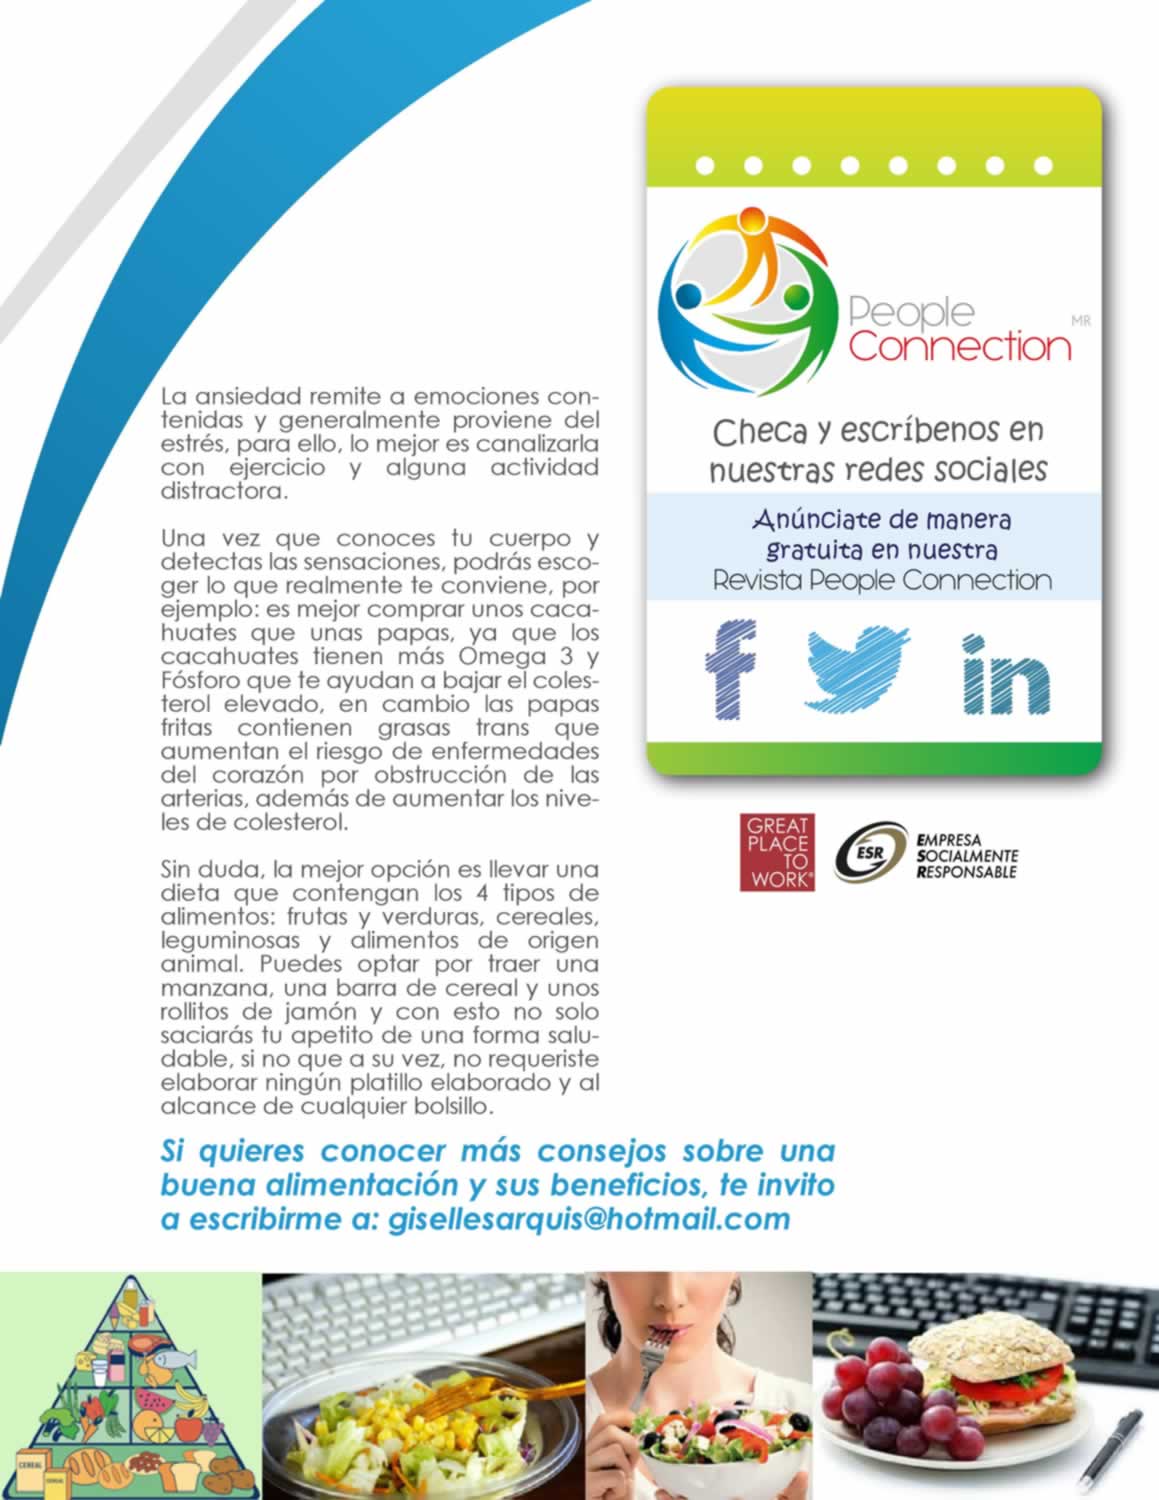 La ansiedad remite a emociones con-
tenidas y generalmente proviene del
estrés, para ello, lo mejor es canalizarla
con ejercicio y alguna actividad
distractora.
Una vez que conoces tu cuerpo y
detectas las sensaciones, podrás esco-
ger lo que realmente te conviene, por
ejemplo: es mejor comprar unos caca-
huates que unas papas, ya que los
cacahuates tienen más Omega 3 y
Fósforo que te ayudan a bajar el coles-
terol elevado, en cambio las papas
fritas contienen grasas trans que
aumentan el riesgo de enfermedades
del corazón por obstrucción de las
arterias, además de aumentar los nive-
les de colesterol.
Sin duda, la mejor opción es llevar una
dieta que contengan los 4 tipos de
alimentos: frutas y verduras, cereales,
leguminosas y alimentos de origen
animal. Puedes optar por traer una
manzana, una barra de cereal y unos
rollitos de jamón y con esto no solo
saciarás tu apetito de una forma salu-
dable, si no que a su vez, no requeriste
elaborar ningún platillo elaborado y al
alcance de cualquier bolsillo.
Si quieres conocer más consejos sobre una
buena alimentación y sus beneficios, te invito
a escribirme a: gisellesarquis@hotmail.com
People
Connection MR
Checa y escríbenos en
nuestras redes sociales
Anúnciate de manera
gratuita en nuestra
Revista People Connection
f
in
GREAT
PLACE
TO
WORK®
ESR
EMPRESA
SOCIALMENTE
RESPONSABLE
CEREAL
CEREAL